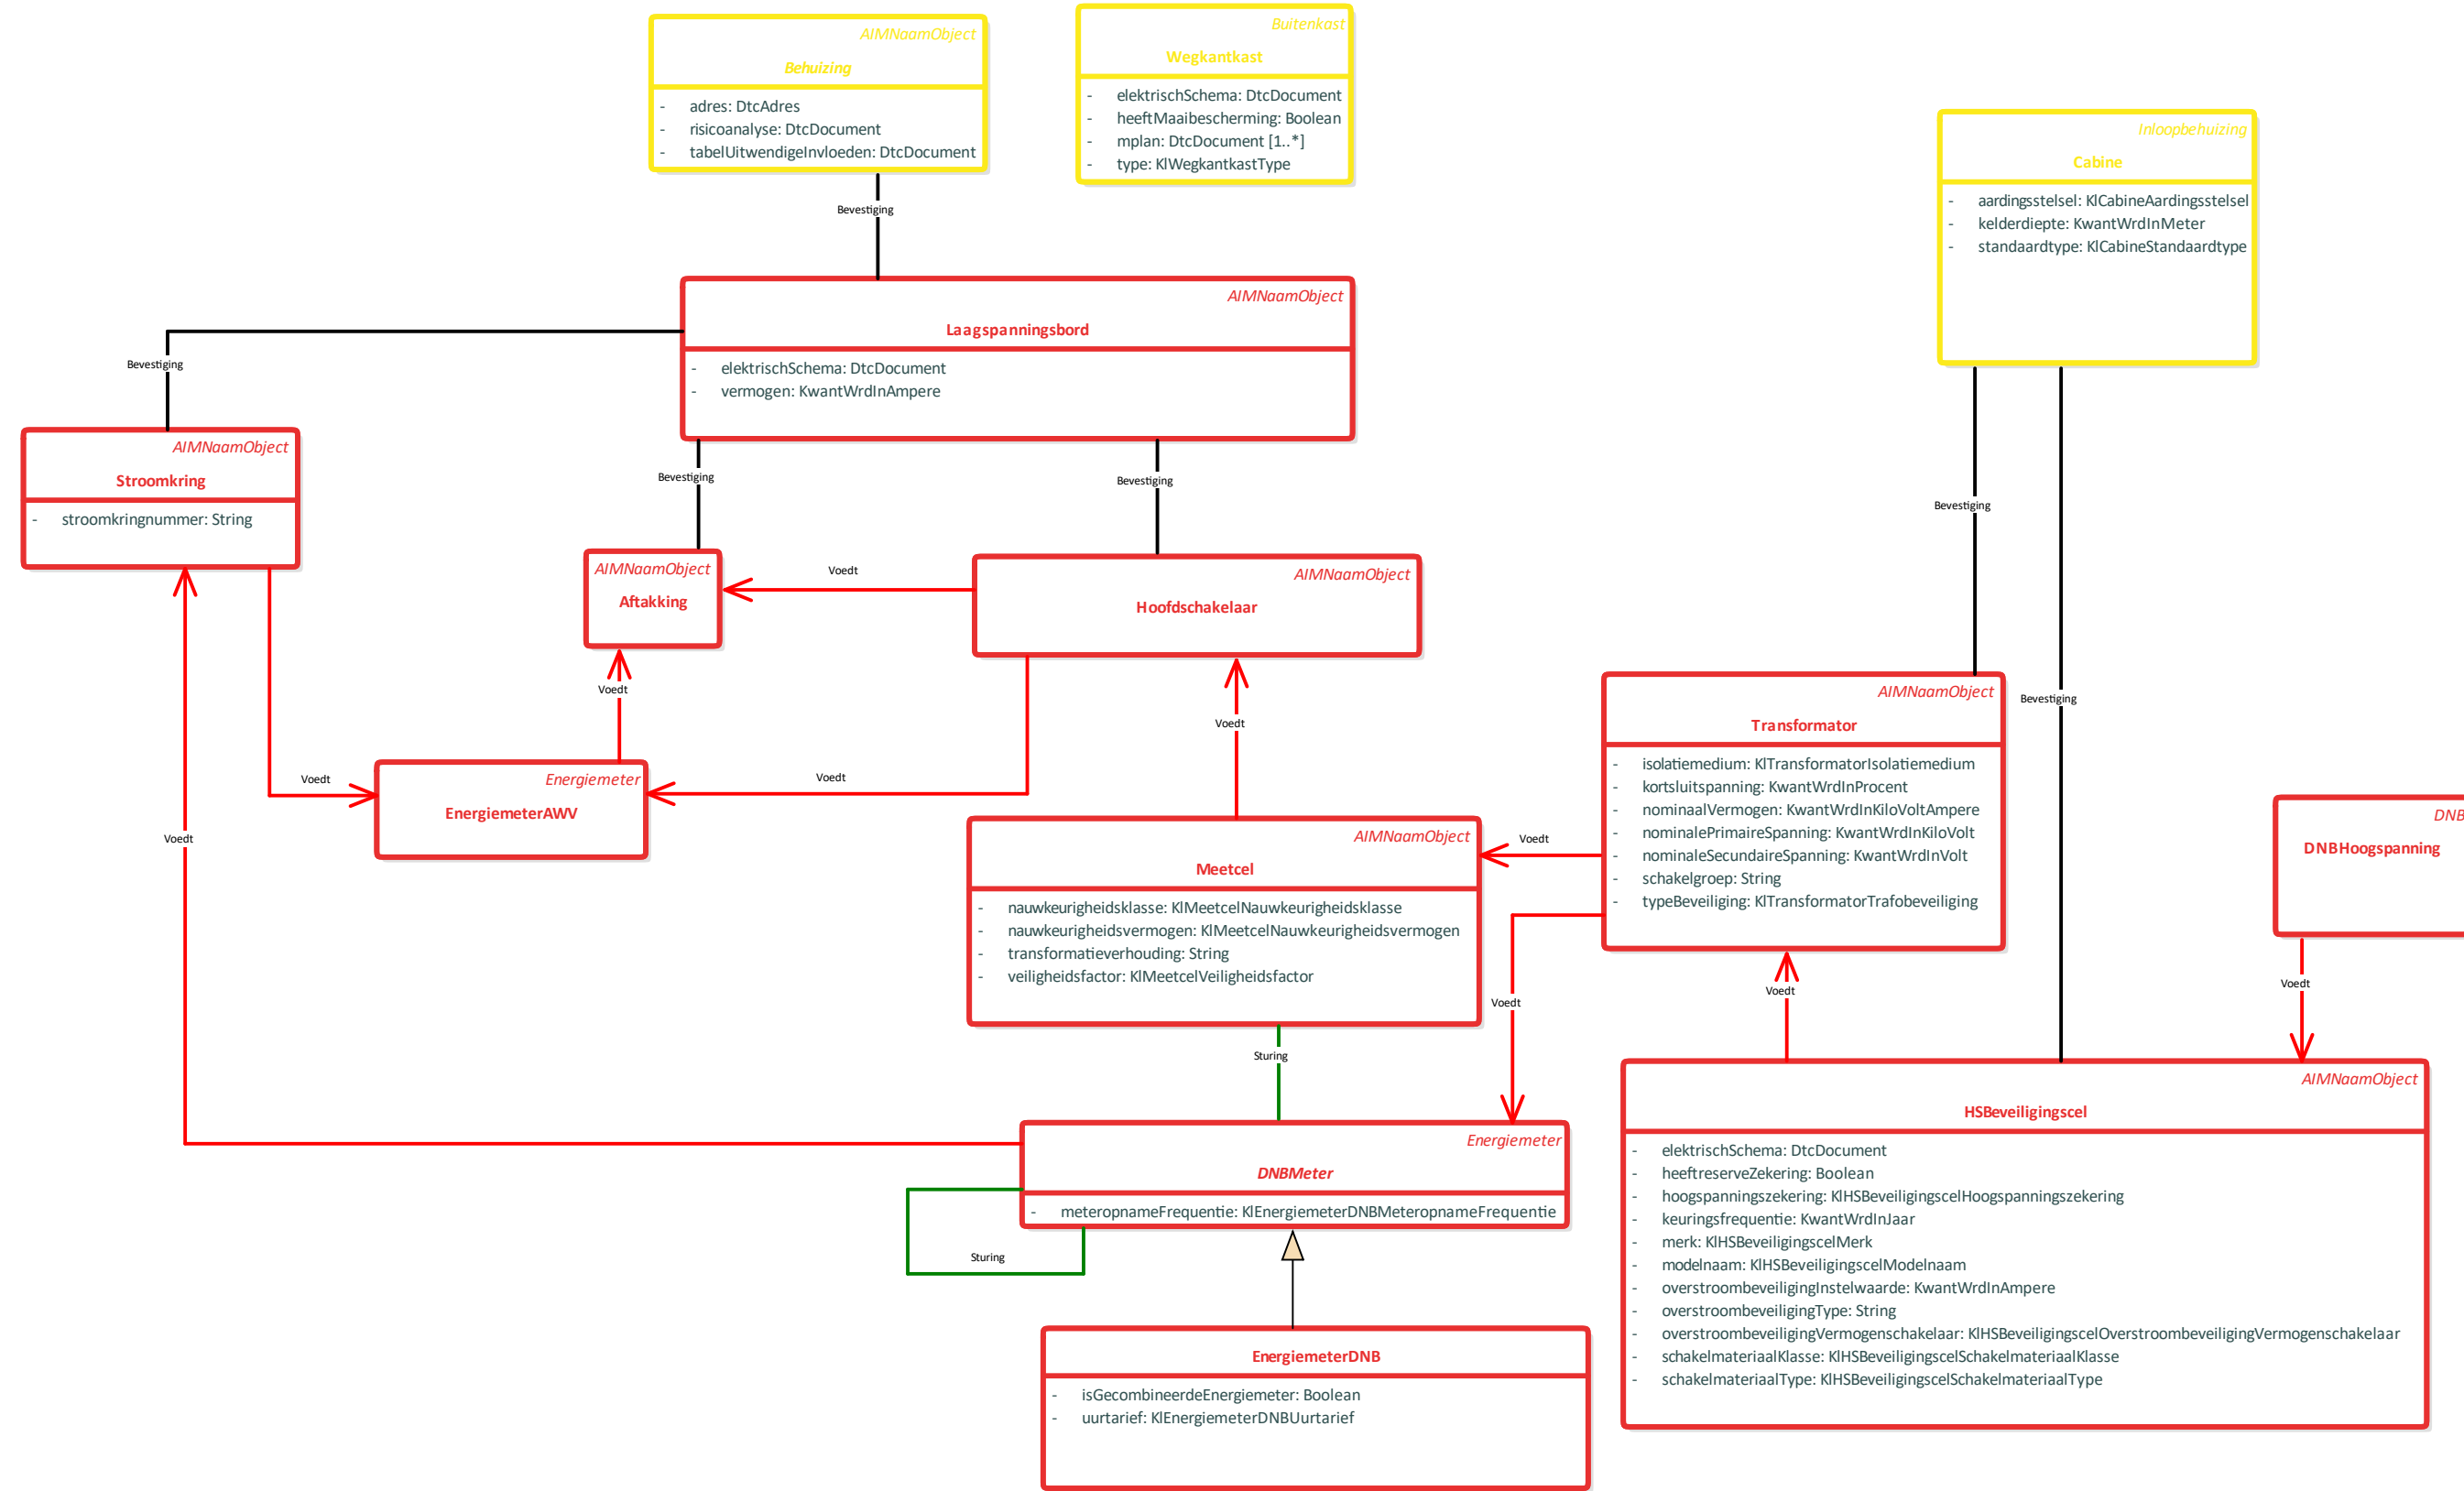 AIMNaamObject
Behuizing
- adres: DtcAdres
- risicoanalyse: DtcDocument
- tabelUitwendigeInvloeden: DtcDocument
Buitenkast
Wegkantkast
- elektrischSchema: DtcDocument
- heeftMaaibescherming: Boolean
- mplan: DtcDocument [1..*]
- type: KlWegkantkastType
Inloopbehuizing
Cabine
- aardingsstelsel: KlCabineAardingsstelsel
- kelderdiepte: KwantWrdInMeter
- standaardtype: KlCabineStandaardtype
Bevestiging
AIMNaamObject
Laagspanningsbord
- elektrischSchema: DtcDocument
- vermogen: KwantWrdInAmpere
Bevestiging
AIMNaamObject
Stroomkring
- stroomkringnummer: String
Bevestiging
Bevestiging
Bevestiging
AIMNaamObject
Aftakking
Voedt
AIMNaamObject
Hoofdschakelaar
Voedt
Voedt
Bevestiging
AIMNaamObject
Transformator
- isolatiemedium: KlTransformatorIsolatiemedium
- kortsluitspanning: KwantWrdInProcent
- nominaalVermogen: KwantWrdInKiloVoltAmpere
- nominalePrimaireSpanning: KwantWrdInKiloVolt
- nominaleSecundaireSpanning: KwantWrdInVolt
- schakelgroep: String
- typeBeveiliging: KlTransformatorTrafobeveiliging
Voedt
Energiemeter
EnergiemeterAWV
Voedt
Voedt
AIMNaamObject
Meetcel
- nauwkeurigheidsklasse: KlMeetcelNauwkeurigheidsklasse
- nauwkeurigheidsvermogen: KlMeetcelNauwkeurigheidsvermogen
- transformatieverhouding: String
- veiligheidsfactor: KlMeetcelVeiligheidsfactor
Voedt
DNB
DNBHoogspanning
Voedt
Voedt
Voedt
Sturing
Energiemeter
DNBMeter
- meteropnameFrequentie: KlEnergiemeterDNBMeteropnameFrequentie
Sturing
AIMNaamObject
HSBeveiligingscel
- elektrischSchema: DtcDocument
- heeftreserveZekering: Boolean
- hoogspanningszekering: KlHSBeveiligingscelHoogspanningszekering
- keuringsfrequentie: KwantWrdInJaar
- merk: KlHSBeveiligingscelMerk
- modelnaam: KlHSBeveiligingscelModelnaam
- overstroombeveiligingInstelwaarde: KwantWrdInAmpere
- overstroombeveiligingType: String
- overstroombeveiligingVermogenschakelaar: KlHSBeveiligingscelOverstroombeveiligingVermogenschakelaar
- schakelmateriaalKlasse: KlHSBeveiligingscelSchakelmateriaalKlasse
- schakelmateriaalType: KlHSBeveiligingscelSchakelmateriaalType
EnergiemeterDNB
- isGecombineerdeEnergiemeter: Boolean
- uurtarief: KlEnergiemeterDNBUurtarief